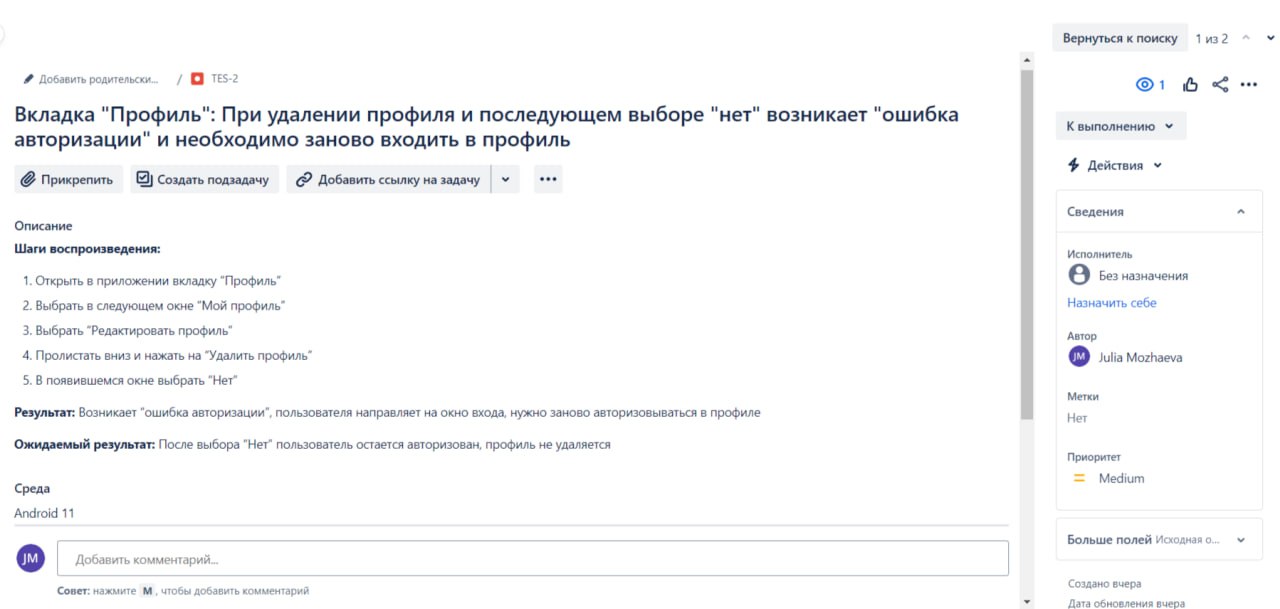 Вернуться к поиску 1 из 2
Добавить родительски... / TES-2
1
Вкладка "Профиль": При удалении профиля и последующем выборе "нет" возникает "ошибка
авторизации" и необходимо заново входить в профиль
К выполнению
Прикрепить Создать подзадачу Добавить ссылку на задачу
Действия
Описание
Шаги воспроизведения:
1. Открыть в приложении вкладку "Профиль"
2. Выбрать в следующем окне "Мой профиль"
3. Выбрать "Редактировать профиль"
4. Пролистать вниз и нажать на "Удалить профиль"
5. В появившемся окне выбрать "Нет"
Результат: Возникает "ошибка авторизации", пользователя направляет на окно входа, нужно заново авторизовываться в профиле
Ожидаемый результат: После выбора "Нет" пользователь остается авторизован, профиль не удаляется
Среда
Android 11
JM Добавить комментарий...
Совет: нажмите M, чтобы добавить комментарий
Сведения
Исполнитель
Без назначения
Назначить себе
Автор
JM Julia Mozhaeva
Метки
Нет
Приоритет
Medium
Больше полей Исходная о...
Создано вчера
Дата обновления вчера